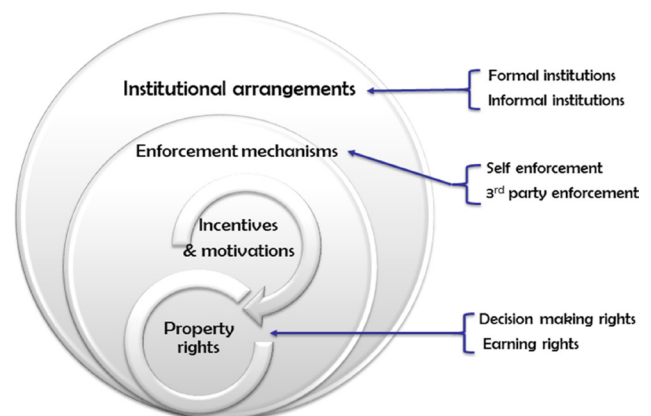 Institutional arrangements
Formal institutions
Informal institutions
Enforcement mechanisms
Self enforcement
3rd party enforcement
Incentives
& motivations
Property
rights
Decision making rights
Earning rights